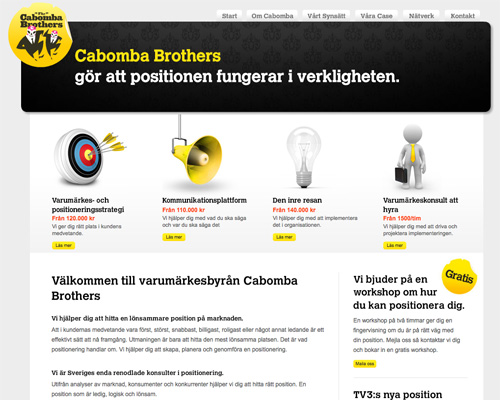 The
Cabomba
Brothers
Start
Om Cabomba
Vårt Synsätt
Våra Case
Nätverk
Kontakt
Cabomba Brothers
gör att positionen fungerar i verkligheten.
Varumärkes- och
positioneringsstrategi
Från 120.000 kr
Vi ger dig rätt plats i kundens
medvetande.
Läs mer
Kommunikationsplattform
Från 110.000 kr
Vi hjälper dig med vad du ska säga
och var du ska säga det
Läs mer
Den inre resan
Från 140.000 kr
Vi hjälper dig med att implementera
det i organisationen.
Läs mer
Varumärkeskonsult att
hyra
Från 1500/tim
Vi hjälper dig med att driva och
projektera implementeringen.
Läs mer
Välkommen till varumärkesbyrån Cabomba
Brothers
Vi hjälper dig att hitta en lönsammare position på marknaden.
Att i kundernas medvetande vara först, störst, snabbast, billigast, roligast eller något annat ledande är ett
effektivt sätt att nå framgång. Utmaningen är bara att hitta den mest lönsamma platsen. Det är vad
positionering handlar om. Vi hjälper dig att skapa, planera och genomföra en positionering.
Vi är Sveriges enda renodlade konsulter i positionering.
Utifrån analyser av marknad, konsumenter och konkurrenter hjälper vi dig att hitta rätt position. En
position som är ledig, logisk och lönsam.
Gratis
Vi bjuder på en
workshop om hur
du kan positionera dig.
En workshop på två timmar ger dig en
fingervisning om du är på rätt väg med
din position. Mejla oss så kontaktar vi dig
och bokar in en gratis workshop.
Maila oss
TV3:s nya position